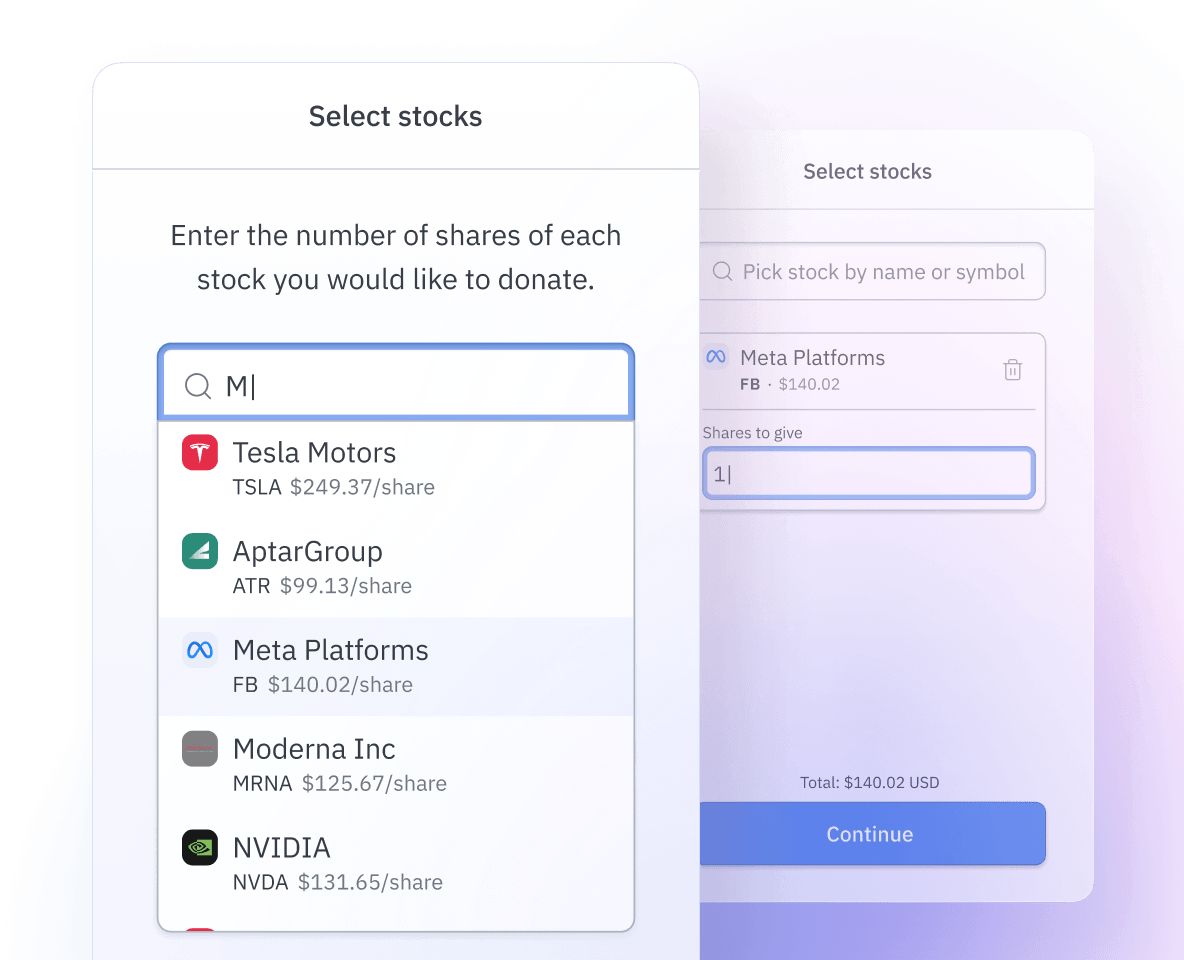 Select stocks
Enter the number of shares of each
stock you would like to donate.
M
Tesla Motors
TSLA $249.37/share
AptarGroup
ATR $99.13/share
Meta Platforms
FB $140.02/share
Moderna Inc
MRNA $125.67/share
NVIDIA
NVDA $131.65/share
Select stocks
Pick stock by name or symbol
Meta Platforms
FB · $140.02
Shares to give
1
Total: $140.02 USD
Continue